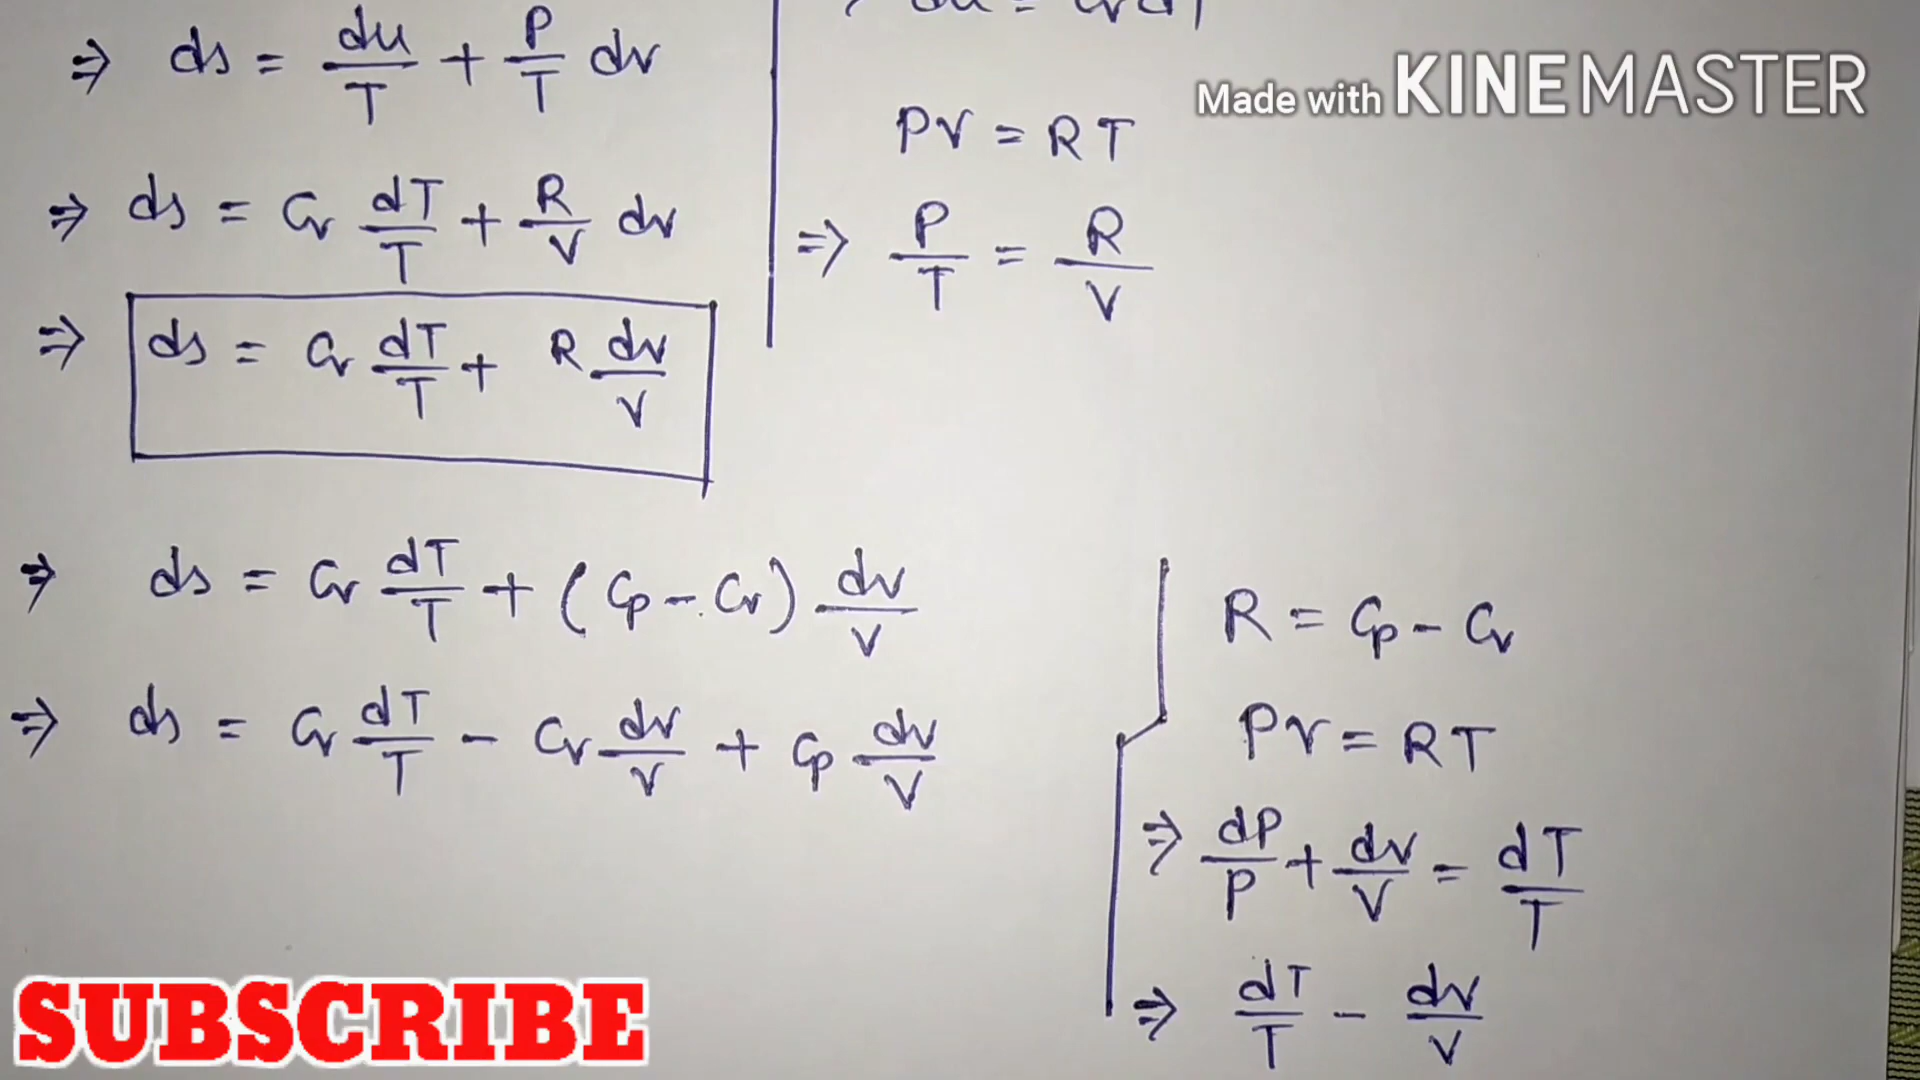 du = CvdT
Made with KINEMASTER
⇒ ds = du/T + P/T dv
PV = RT
⇒ ds = Cv dT/T + R/V dv
⇒ P/T = R/V
⇒ ds = Cv dT/T + R dv/V
⇒ ds = Cv dT/T + (Cp - Cv) dv/V
R = Cp - Cv
⇒ ds = Cv dT/T - Cv dv/V + Cp dv/V
PV = RT
⇒ dP/P + dv/V = dT/T
⇒ dT/T - dv/V
SUBSCRIBE